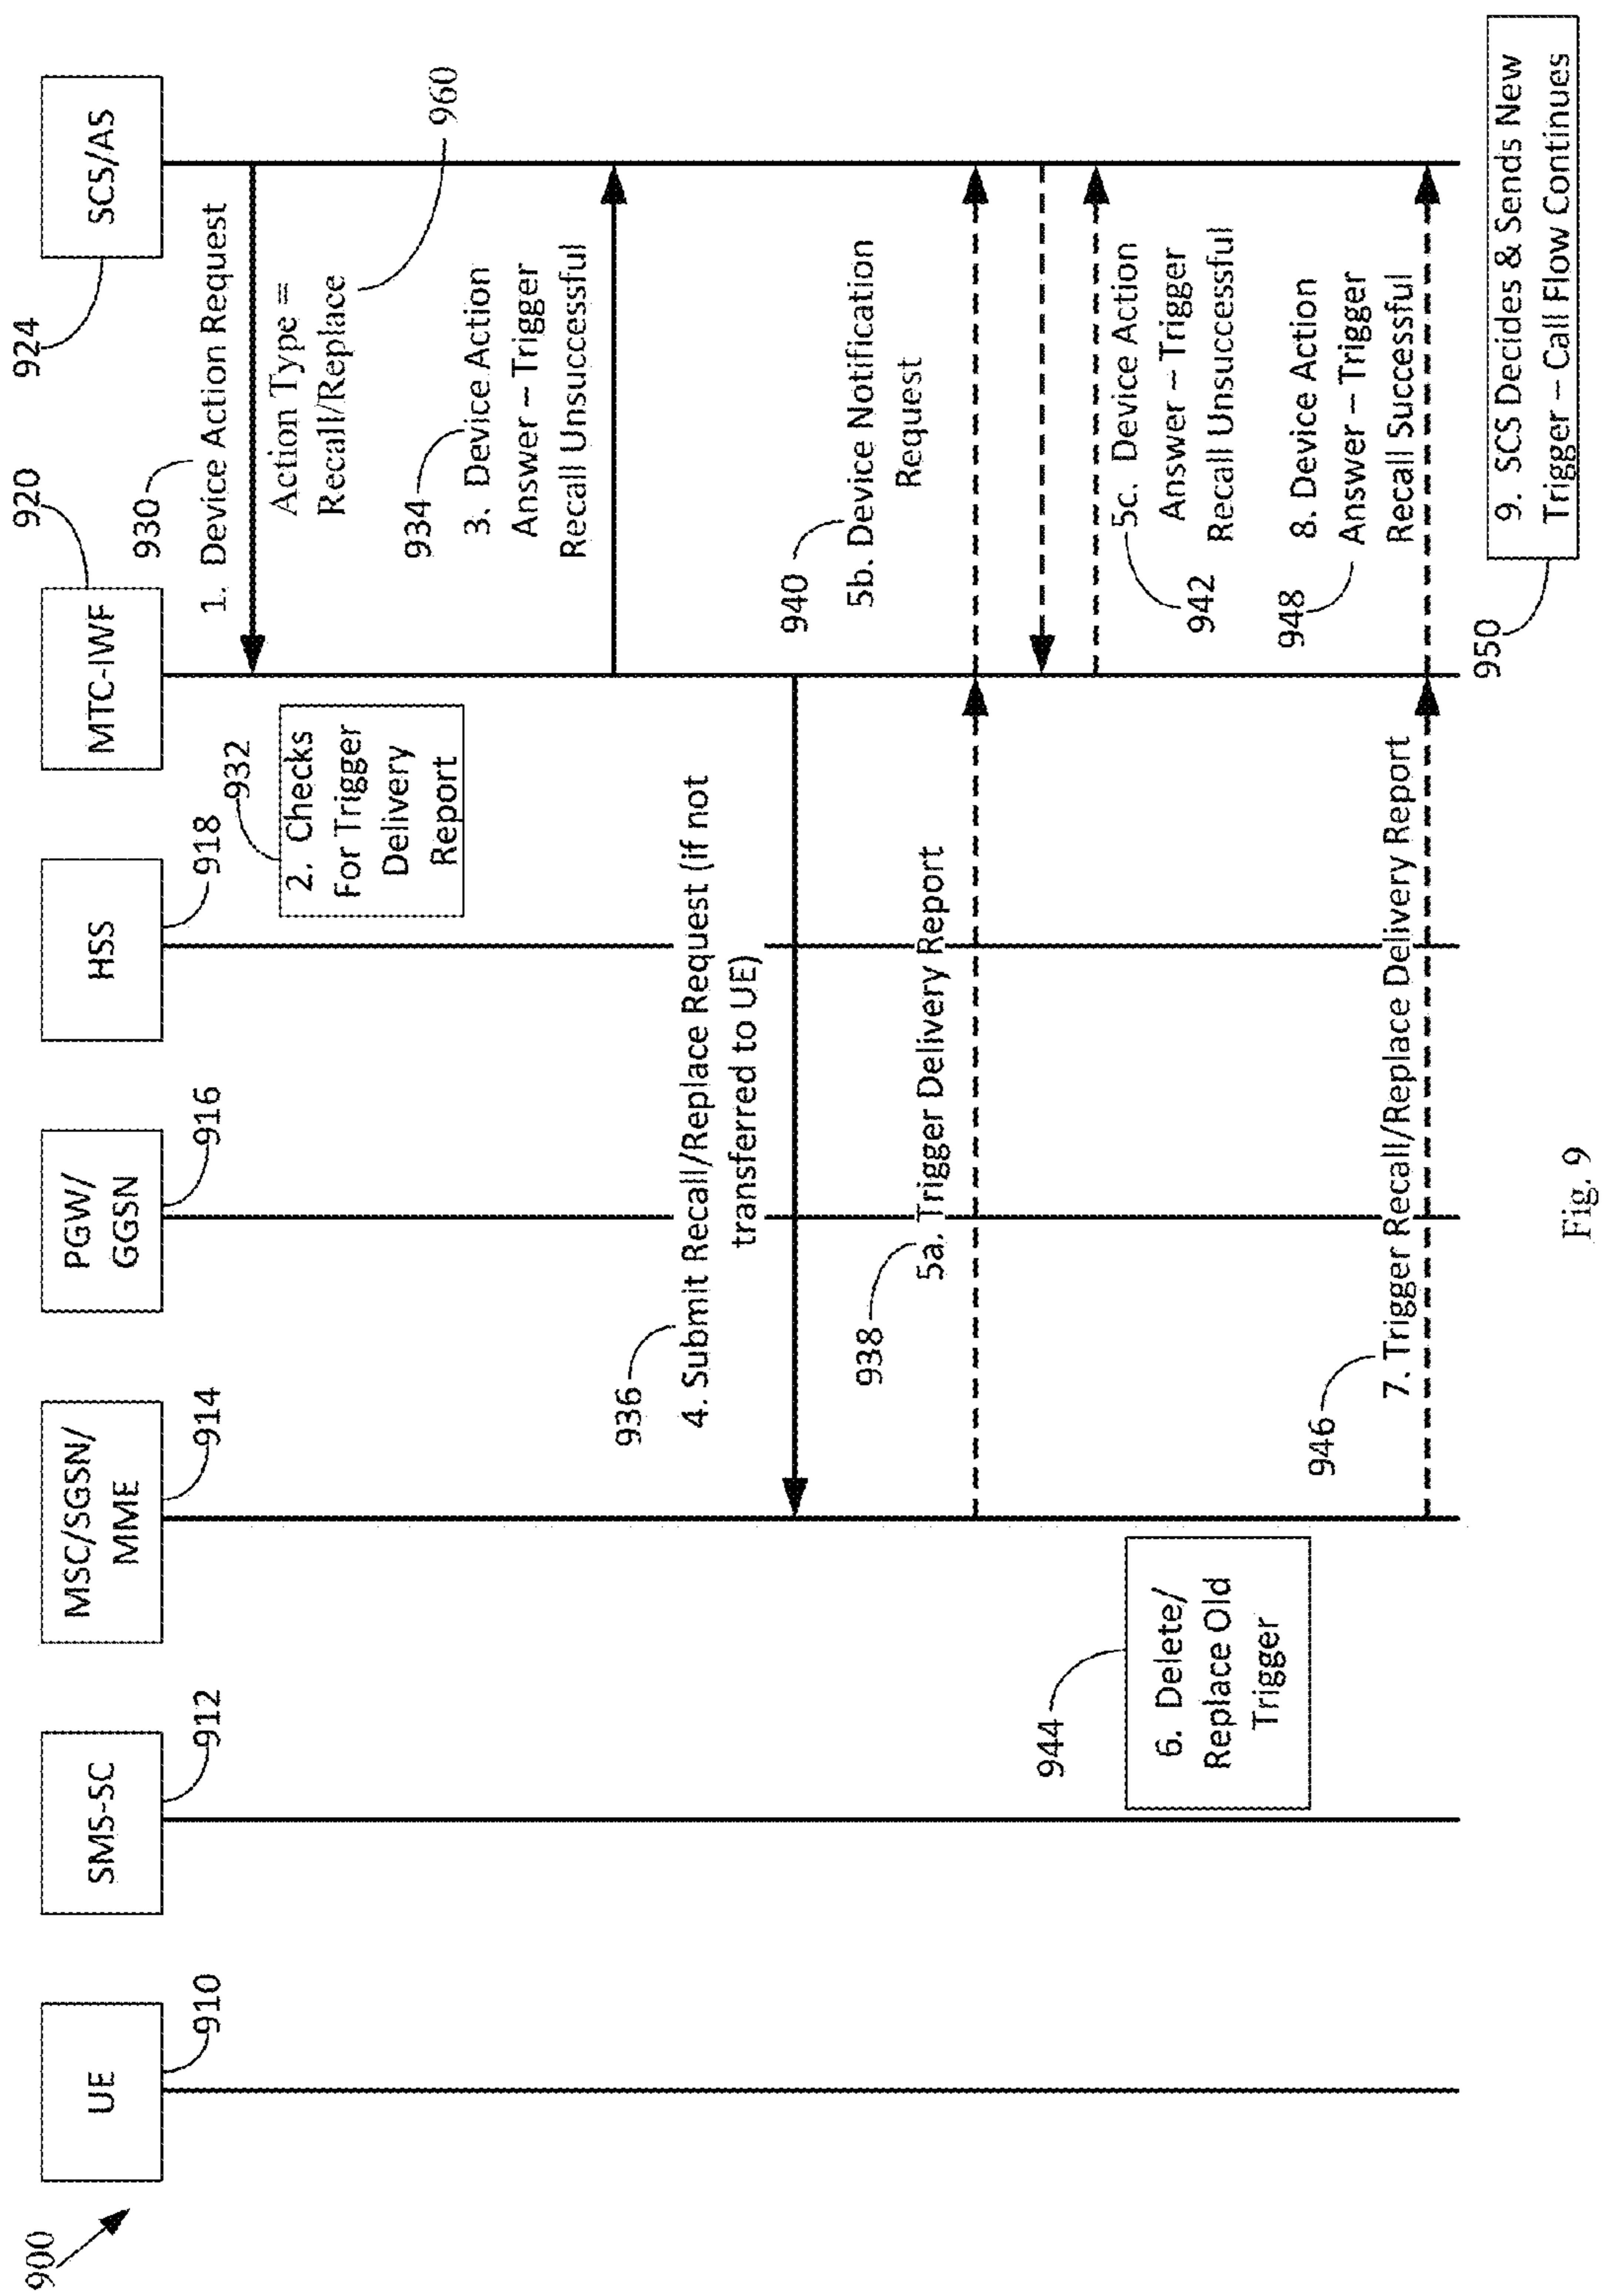 900
UE
910
SMS-SC
912
MSC/SGSN/
MME
914
PGW/
GGSN
916
HSS
918
MTC-IWF
920
SCS/AS
924
930
1. Device Action Request
Action Type =
Recall/Replace
960
932
2. Checks
For Trigger
Delivery
Report
934
3. Device Action
Answer – Trigger
Recall Unsuccessful
936
4. Submit Recall/Replace Request (if not
transferred to UE)
938
5a. Trigger Delivery Report
940
5b. Device Notification
Request
5c. Device Action
Answer – Trigger
Recall Unsuccessful
942
944
6. Delete/
Replace Old
Trigger
946
7. Trigger Recall/Replace Delivery Report
948
8. Device Action
Answer – Trigger
Recall Successful
950
9. SCS Decides & Sends New
Trigger – Call Flow Continues
Fig. 9